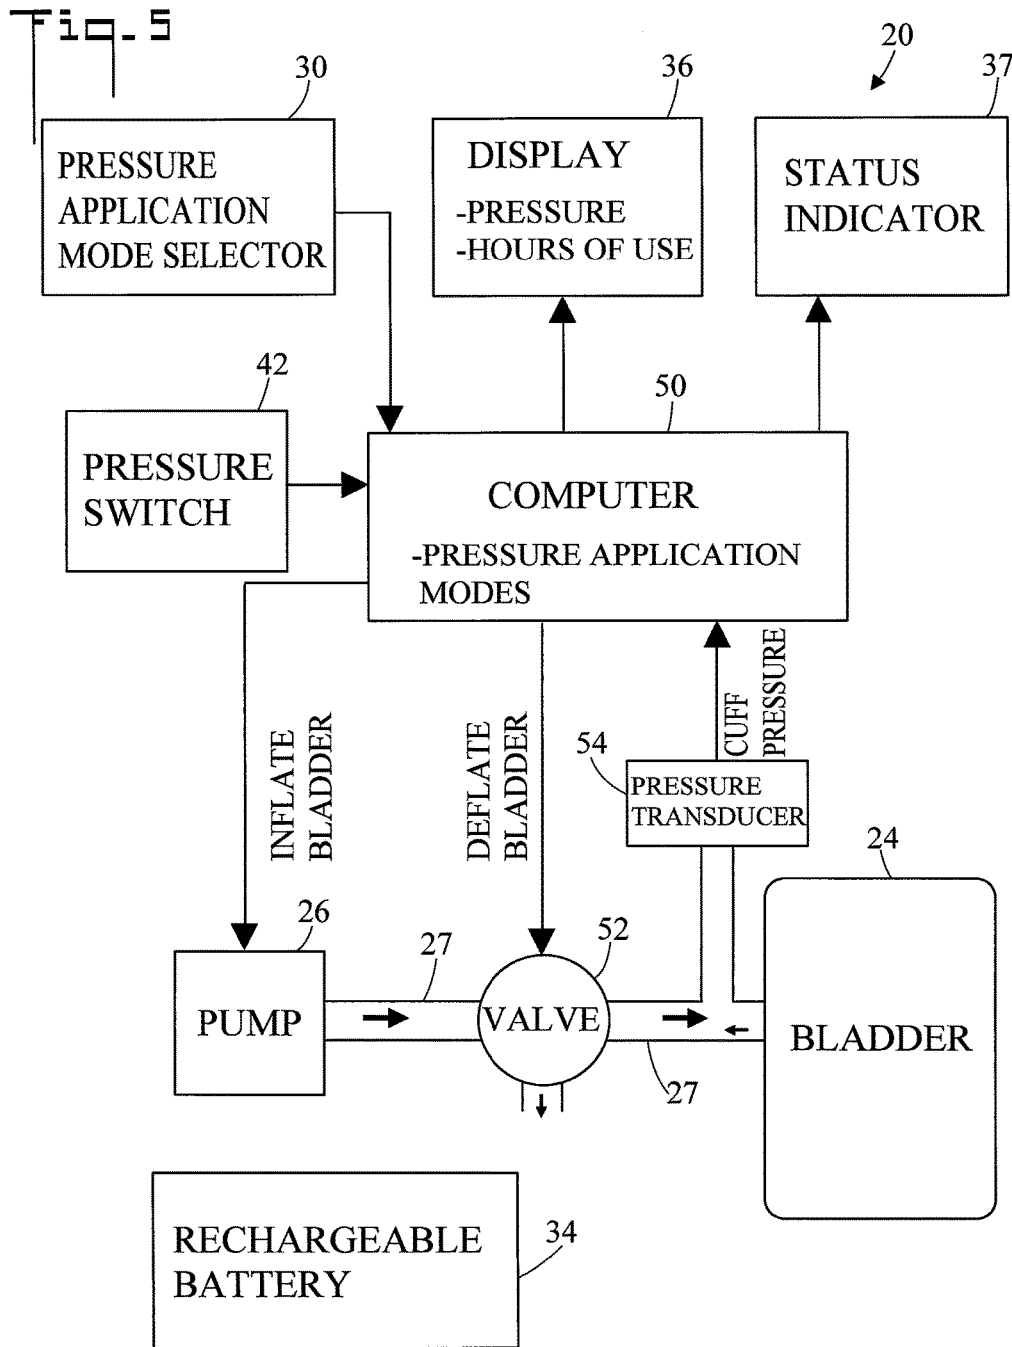 Fig. 5
20
30
36
37
PRESSURE
APPLICATION
MODE SELECTOR
DISPLAY
-PRESSURE
-HOURS OF USE
STATUS
INDICATOR
42
50
PRESSURE
SWITCH
COMPUTER
-PRESSURE APPLICATION
MODES
INFLATE
BLADDER
DEFLATE
BLADDER
CUFF
PRESSURE
54
PRESSURE
TRANSDUCER
24
26
27
52
PUMP
VALVE
27
BLADDER
RECHARGEABLE
BATTERY
34